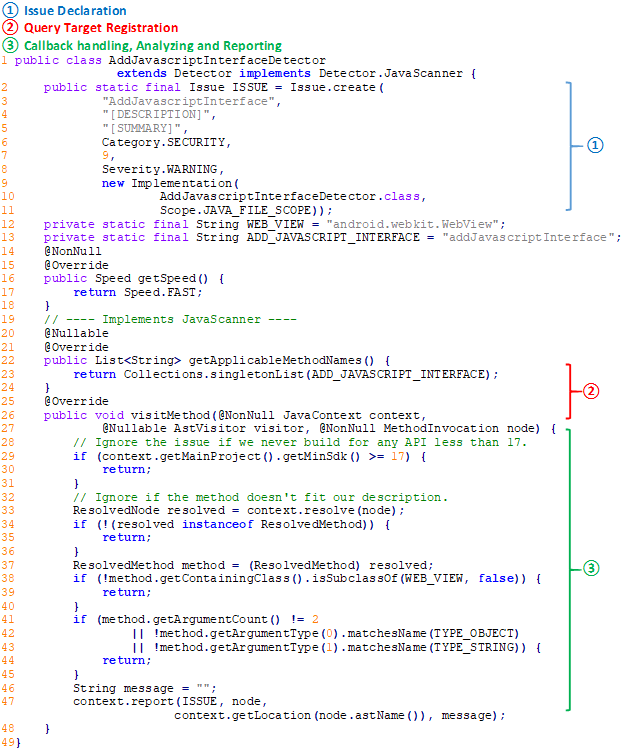 ① Issue Declaration
② Query Target Registration
③ Callback handling, Analyzing and Reporting
1 public class AddJavascriptInterfaceDetector
extends Detector implements Detector.JavaScanner {
2 public static final Issue ISSUE = Issue.create(
3 "AddJavascriptInterface",
4 "[DESCRIPTION]",
5 "[SUMMARY]",
6 Category.SECURITY,
7 9,
8 Severity.WARNING,
9 new Implementation(
10 AddJavascriptInterfaceDetector.class,
11 Scope.JAVA_FILE_SCOPE));
①
12 private static final String WEB_VIEW = "android.webkit.WebView";
13 private static final String ADD_JAVASCRIPT_INTERFACE = "addJavascriptInterface";
14 @NonNull
15 @Override
16 public Speed getSpeed() {
17 return Speed.FAST;
18 }
19 // ---- Implements JavaScanner ----
20 @Nullable
21 @Override
22 public List<String> getApplicableMethodNames() {
23 return Collections.singletonList(ADD_JAVASCRIPT_INTERFACE);
24 }
②
25 @Override
26 public void visitMethod(@NonNull JavaContext context,
27 @Nullable AstVisitor visitor, @NonNull MethodInvocation node) {
28 // Ignore the issue if we never build for any API less than 17.
29 if (context.getMainProject().getMinSdk() >= 17) {
30 return;
31 }
32 // Ignore if the method doesn't fit our description.
33 ResolvedNode resolved = context.resolve(node);
34 if (!(resolved instanceof ResolvedMethod)) {
35 return;
36 }
37 ResolvedMethod method = (ResolvedMethod) resolved;
38 if (!method.getContainingClass().isSubclassOf(WEB_VIEW, false)) {
39 return;
40 }
③
41 if (method.getArgumentCount() != 2
42 || !method.getArgumentType(0).matchesName(TYPE_OBJECT)
43 || !method.getArgumentType(1).matchesName(TYPE_STRING)) {
44 return;
45 }
46 String message = "";
47 context.report(ISSUE, node,
context.getLocation(node.astName()), message);
48 }
49}